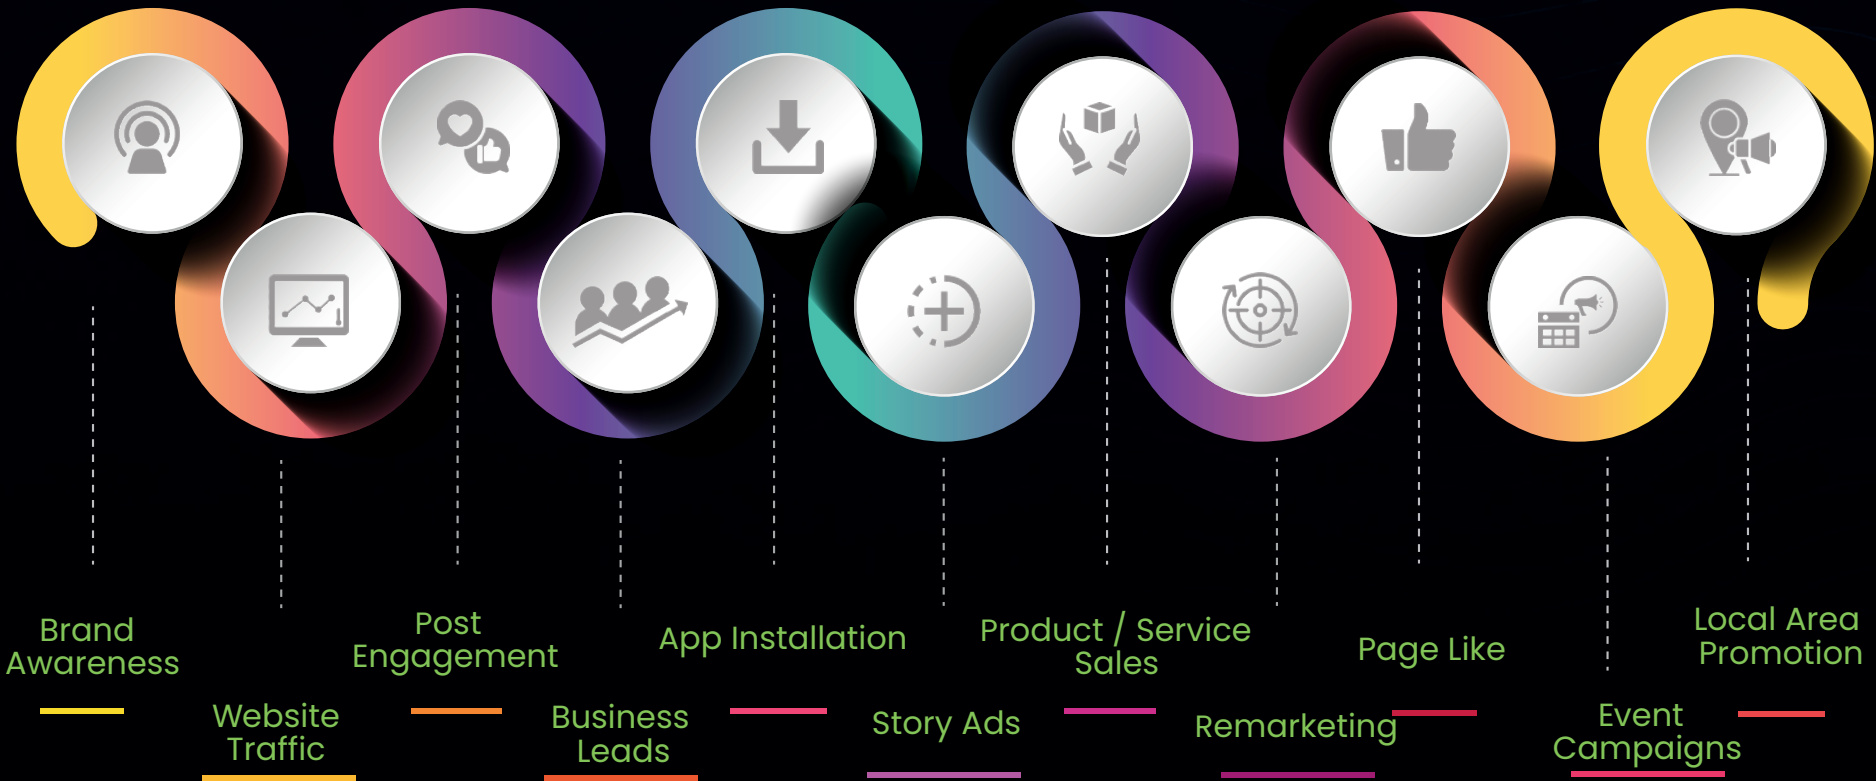 Brand
Awareness
Website
Traffic
Post
Engagement
Business
Leads
App Installation
Story Ads
Product / Service
Sales
Remarketing
Page Like
Event
Campaigns
Local Area
Promotion